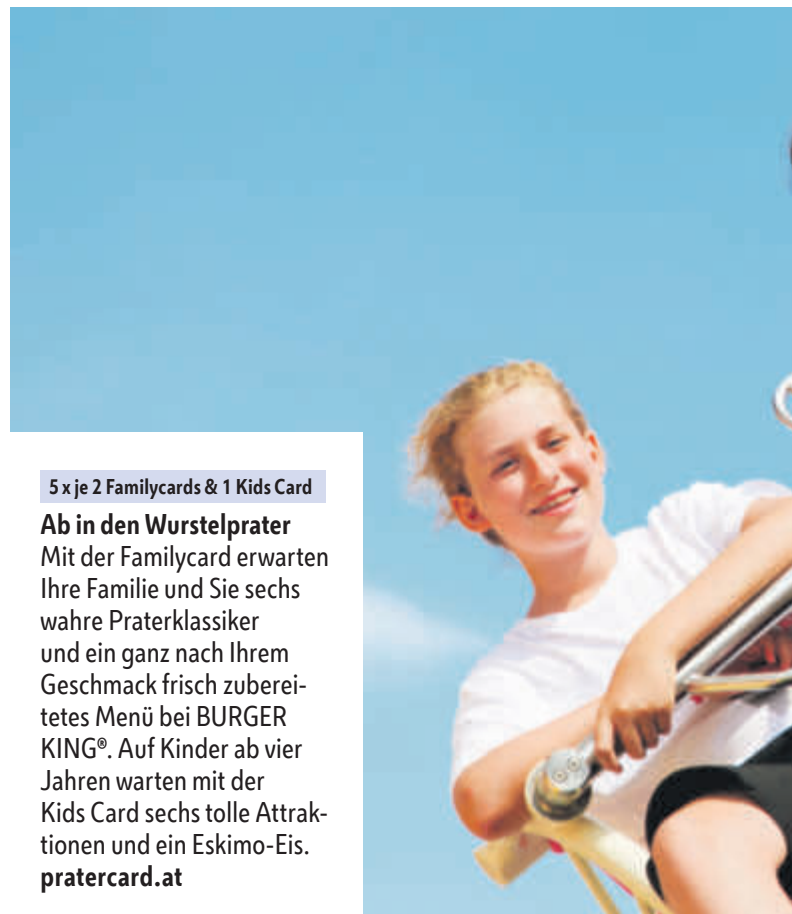 5 x je 2 Familycards & 1 Kids Card
Ab in den Wurstelprater
Mit der Familycard erwarten
Ihre Familie und Sie sechs
wahre Praterklassiker
und ein ganz nach Ihrem
Geschmack frisch zuberei-
tetes Menü bei BURGER
KING®. Auf Kinder ab vier
Jahren warten mit der
Kids Card sechs tolle Attrak-
tionen und ein Eskimo-Eis.
pratercard.at